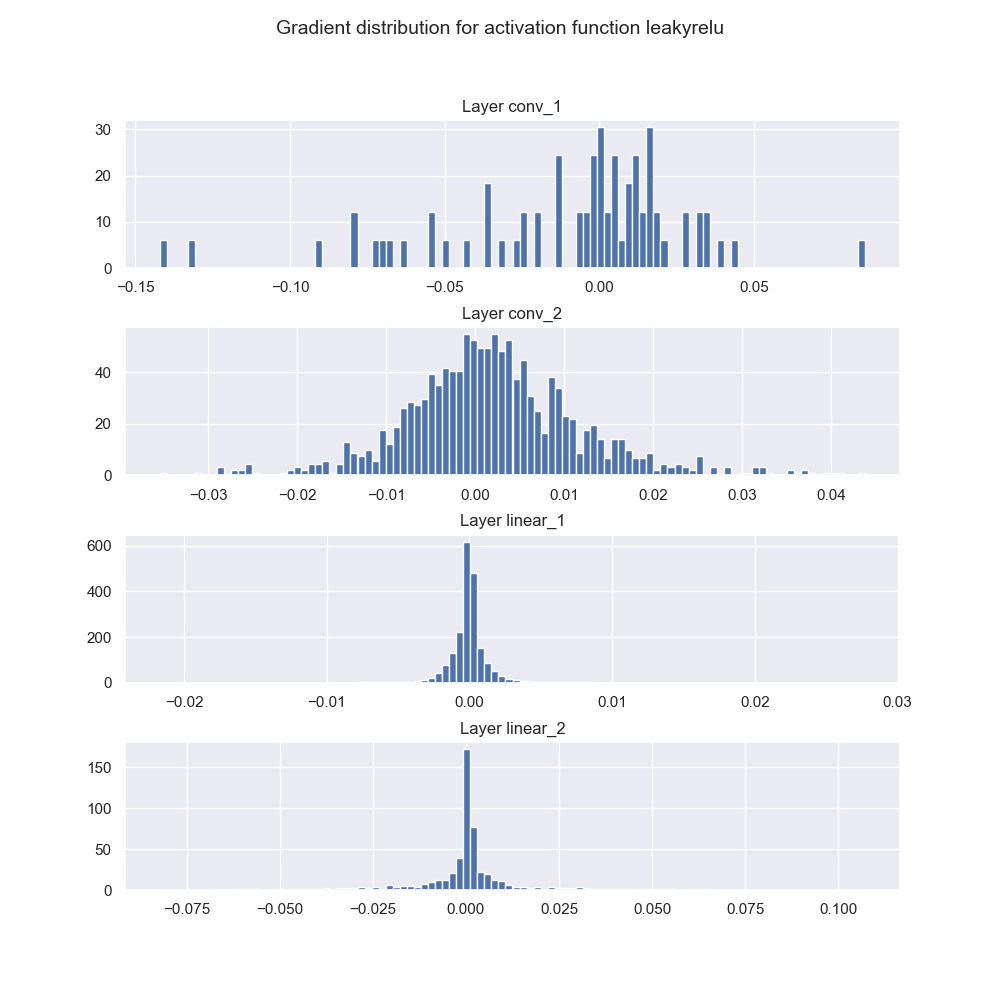 Gradient distribution for activation function leakyrelu
Layer conv_1
30
20
10
0
−0.15 −0.10 −0.05 0.00 0.05
Layer conv_2
40
20
0
−0.03 −0.02 −0.01 0.00 0.01 0.02 0.03 0.04
Layer linear_1
600
400
200
0
−0.02 −0.01 0.00 0.01 0.02 0.03
Layer linear_2
150
100
50
0
−0.075 −0.050 −0.025 0.000 0.025 0.050 0.075 0.100